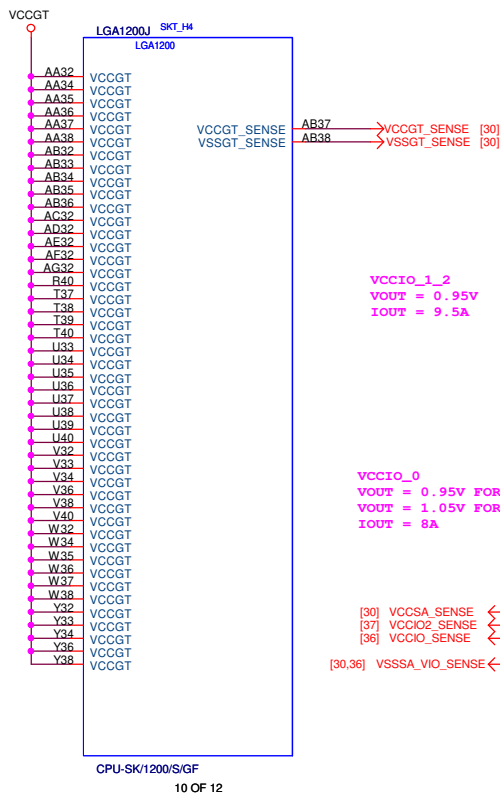 VCCGT
LGA1200J SKT_H4
LGA1200
AA32 VCCGT
AA34 VCCGT
AA35 VCCGT
AA36 VCCGT
AA37 VCCGT
AA38 VCCGT
AB32 VCCGT
AB33 VCCGT
AB34 VCCGT
AB35 VCCGT
AB36 VCCGT
AC32 VCCGT
AD32 VCCGT
AE32 VCCGT
AF32 VCCGT
AG32 VCCGT
R40 VCCGT
T37 VCCGT
T38 VCCGT
T39 VCCGT
T40 VCCGT
U33 VCCGT
U34 VCCGT
U35 VCCGT
U36 VCCGT
U37 VCCGT
U38 VCCGT
U39 VCCGT
U40 VCCGT
V32 VCCGT
V33 VCCGT
V34 VCCGT
V36 VCCGT
V38 VCCGT
V40 VCCGT
W32 VCCGT
W34 VCCGT
W35 VCCGT
W36 VCCGT
W37 VCCGT
W38 VCCGT
Y32 VCCGT
Y33 VCCGT
Y34 VCCGT
Y36 VCCGT
Y38 VCCGT
VCCGT_SENSE AB37 VCCGT_SENSE [30]
VSSGT_SENSE AB38 VSSGT_SENSE [30]
VCCIO_1_2
VOUT = 0.95V
IOUT = 9.5A
VCCIO_0
VOUT = 0.95V FOR
VOUT = 1.05V FOR
IOUT = 8A
[30] VCCSA_SENSE
[37] VCCIO2_SENSE
[36] VCCIO_SENSE
[30,36] VSSSA_VIO_SENSE
CPU-SK/1200/S/GF
10 OF 12